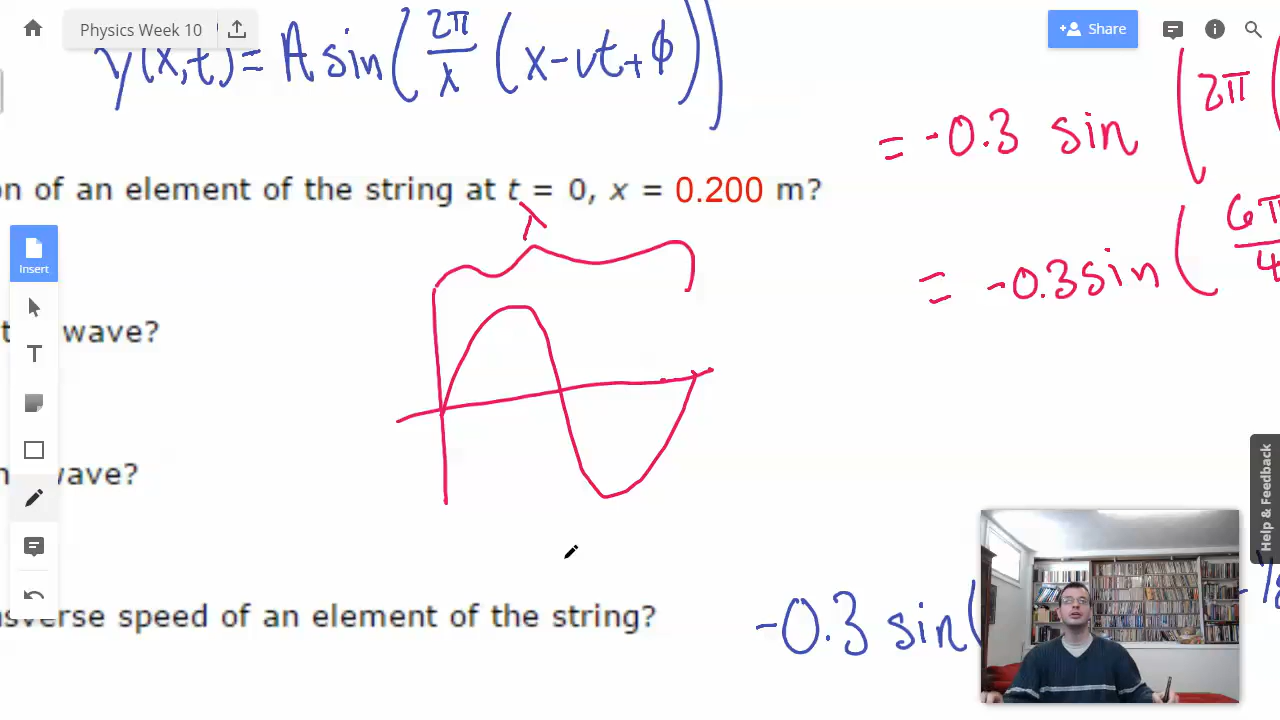 Physics Week 10
Share
y(x,t) = A sin(2π/λ (x-vt+ϕ))
= -0.3 sin (2π (
on of an element of the string at t = 0, x = 0.200 m?
Insert
λ
= -0.3 sin ( 6π/4
wave?
T
wave?
Help & Feedback
nsverse speed of an element of the string?
-0.3 sin(